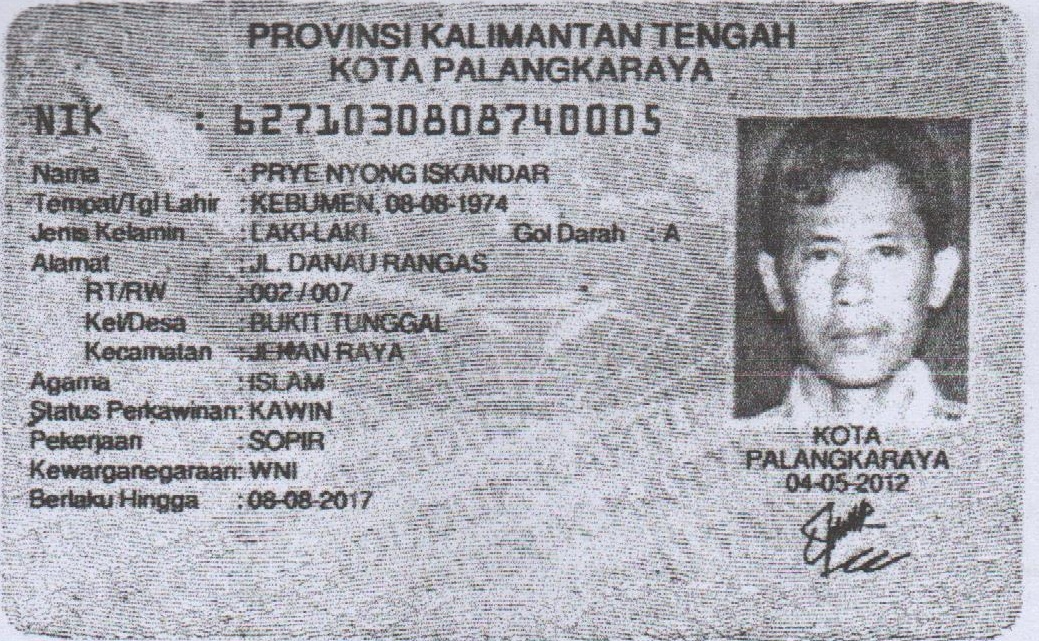 PROVINSI KALIMANTAN TENGAH
KOTA PALANGKARAYA
NIK : 6271030808740005
Nama : PRYE NYONG ISKANDAR
Tempat/Tgl Lahir : KEBUMEN, 08-08-1974
Jenis Kelamin : LAKI-LAKI Gol Darah : A
Alamat : JL. DANAU RANGAS
RT/RW : 002 / 007
Kel/Desa : BUKIT TUNGGAL
Kecamatan : JEKAN RAYA
Agama : ISLAM
Status Perkawinan: KAWIN
Pekerjaan : SOPIR
Kewarganegaraan: WNI
Berlaku Hingga : 08-08-2017
KOTA
PALANGKARAYA
04-05-2012